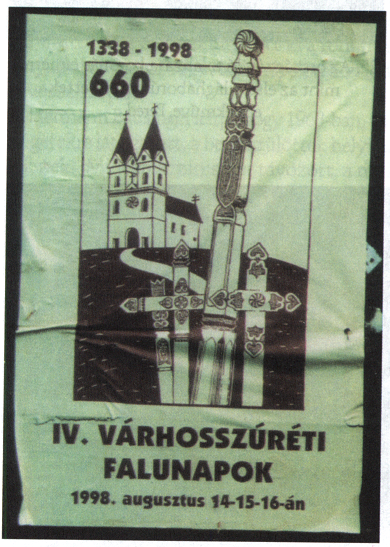 1338 - 1998
660
IV. VÁRHOSSZÚRÉTI
FALUNAPOK
1998. augusztus 14-15-16-án